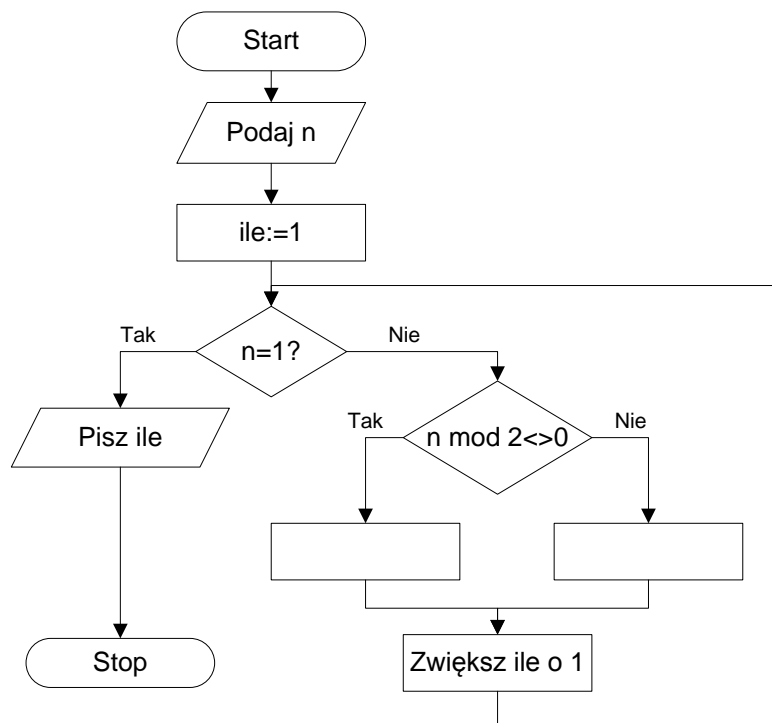 Start
Podaj n
ile:=1
n=1?
Tak
Nie
Pisz ile
n mod 2<>0
Tak
Nie
Zwiększ ile o 1
Stop